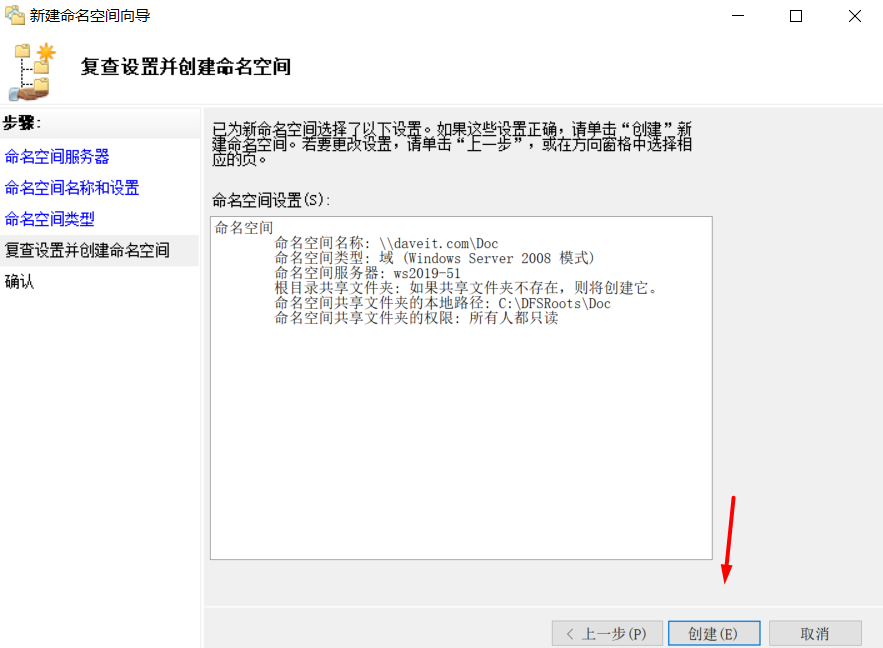 新建命名空间向导
复查设置并创建命名空间
步骤:
命名空间服务器
命名空间名称和设置
命名空间类型
复查设置并创建命名空间
确认
已为新命名空间选择了以下设置。如果这些设置正确，请单击“创建”新
建命名空间。若要更改设置，请单击“上一步”，或在方向窗格中选择相
应的页。
命名空间设置(S):
命名空间
命名空间名称: \\daveit.com\Doc
命名空间类型: 域 (Windows Server 2008 模式)
命名空间服务器: ws2019-51
根目录共享文件夹: 如果共享文件夹不存在，则将创建它。
命名空间共享文件夹的本地路径: C:\DFSRoots\Doc
命名空间共享文件夹的权限: 所有人都只读
< 上一步(P)
创建(E)
取消